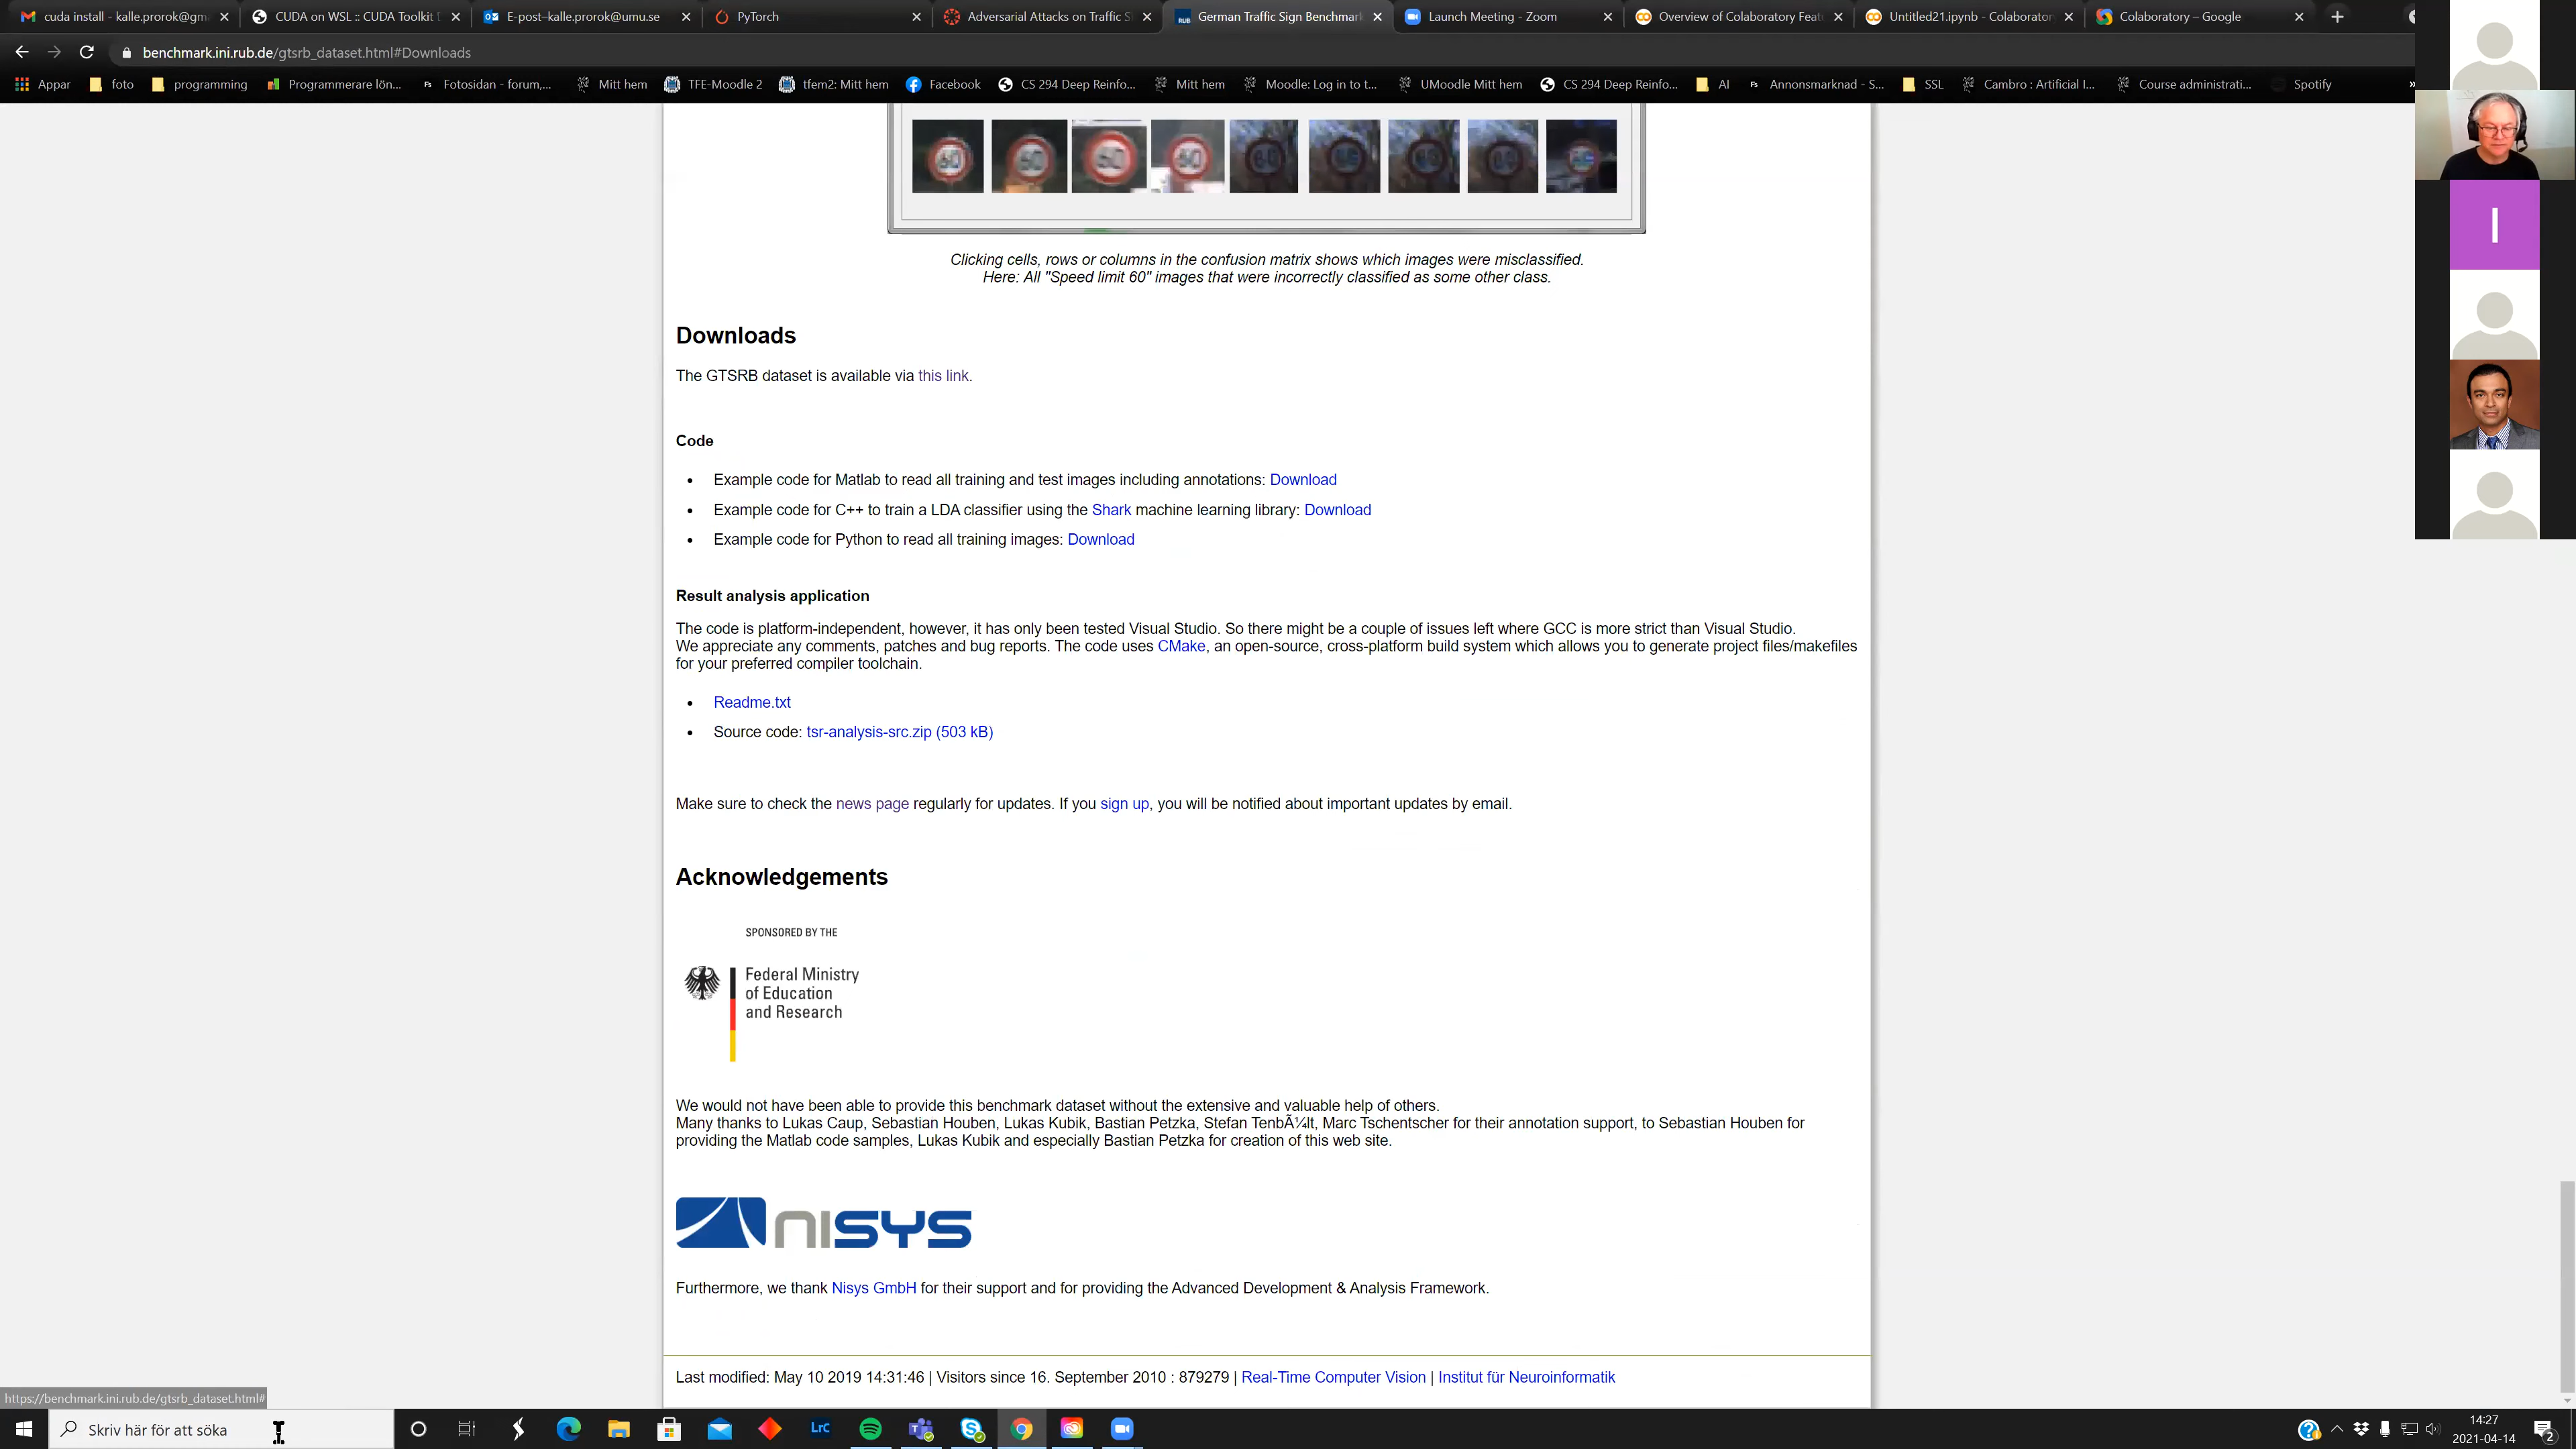 cuda install - kalle.prorok@gm
CUDA on WSL :: CUDA Toolkit
E-post–kalle.prorok@umu.se
PyTorch
Adversarial Attacks on Traffic S
German Traffic Sign Benchmark
Launch Meeting - Zoom
Overview of Colaboratory Feat
Untitled21.ipynb - Colaborator
Colaboratory – Google
benchmark.ini.rub.de/gtsrb_dataset.html#Downloads
Appar
foto
programming
Programmerare lön...
Fotosidan - forum,...
Mitt hem
TFE-Moodle 2
tfem2: Mitt hem
Facebook
CS 294 Deep Reinfo...
Mitt hem
Moodle: Log in to t...
UMoodle Mitt hem
CS 294 Deep Reinfo...
AI
Annonsmarknad - S...
SSL
Cambro : Artificial I...
Course administrati...
Spotify
»
I
60
60
60
60
Clicking cells, rows or columns in the confusion matrix shows which images were misclassified.
Here: All "Speed limit 60" images that were incorrectly classified as some other class.
Downloads
The GTSRB dataset is available via this link.
Code
• Example code for Matlab to read all training and test images including annotations: Download
• Example code for C++ to train a LDA classifier using the Shark machine learning library: Download
• Example code for Python to read all training images: Download
Result analysis application
The code is platform-independent, however, it has only been tested Visual Studio. So there might be a couple of issues left where GCC is more strict than Visual Studio.
We appreciate any comments, patches and bug reports. The code uses CMake, an open-source, cross-platform build system which allows you to generate project files/makefiles
for your preferred compiler toolchain.
• Readme.txt
• Source code: tsr-analysis-src.zip (503 kB)
Make sure to check the news page regularly for updates. If you sign up, you will be notified about important updates by email.
Acknowledgements
SPONSORED BY THE
Federal Ministry
of Education
and Research
We would not have been able to provide this benchmark dataset without the extensive and valuable help of others.
Many thanks to Lukas Caup, Sebastian Houben, Lukas Kubik, Bastian Petzka, Stefan TenbÃ¼lt, Marc Tschentscher for their annotation support, to Sebastian Houben for
providing the Matlab code samples, Lukas Kubik and especially Bastian Petzka for creation of this web site.
niSYS
Furthermore, we thank Nisys GmbH for their support and for providing the Advanced Development & Analysis Framework.
Last modified: May 10 2019 14:31:46 | Visitors since 16. September 2010 : 879279 | Real-Time Computer Vision | Institut für Neuroinformatik
https://benchmark.ini.rub.de/gtsrb_dataset.html#
Skriv här för att söka
LrC
14:27
2021-04-14
2